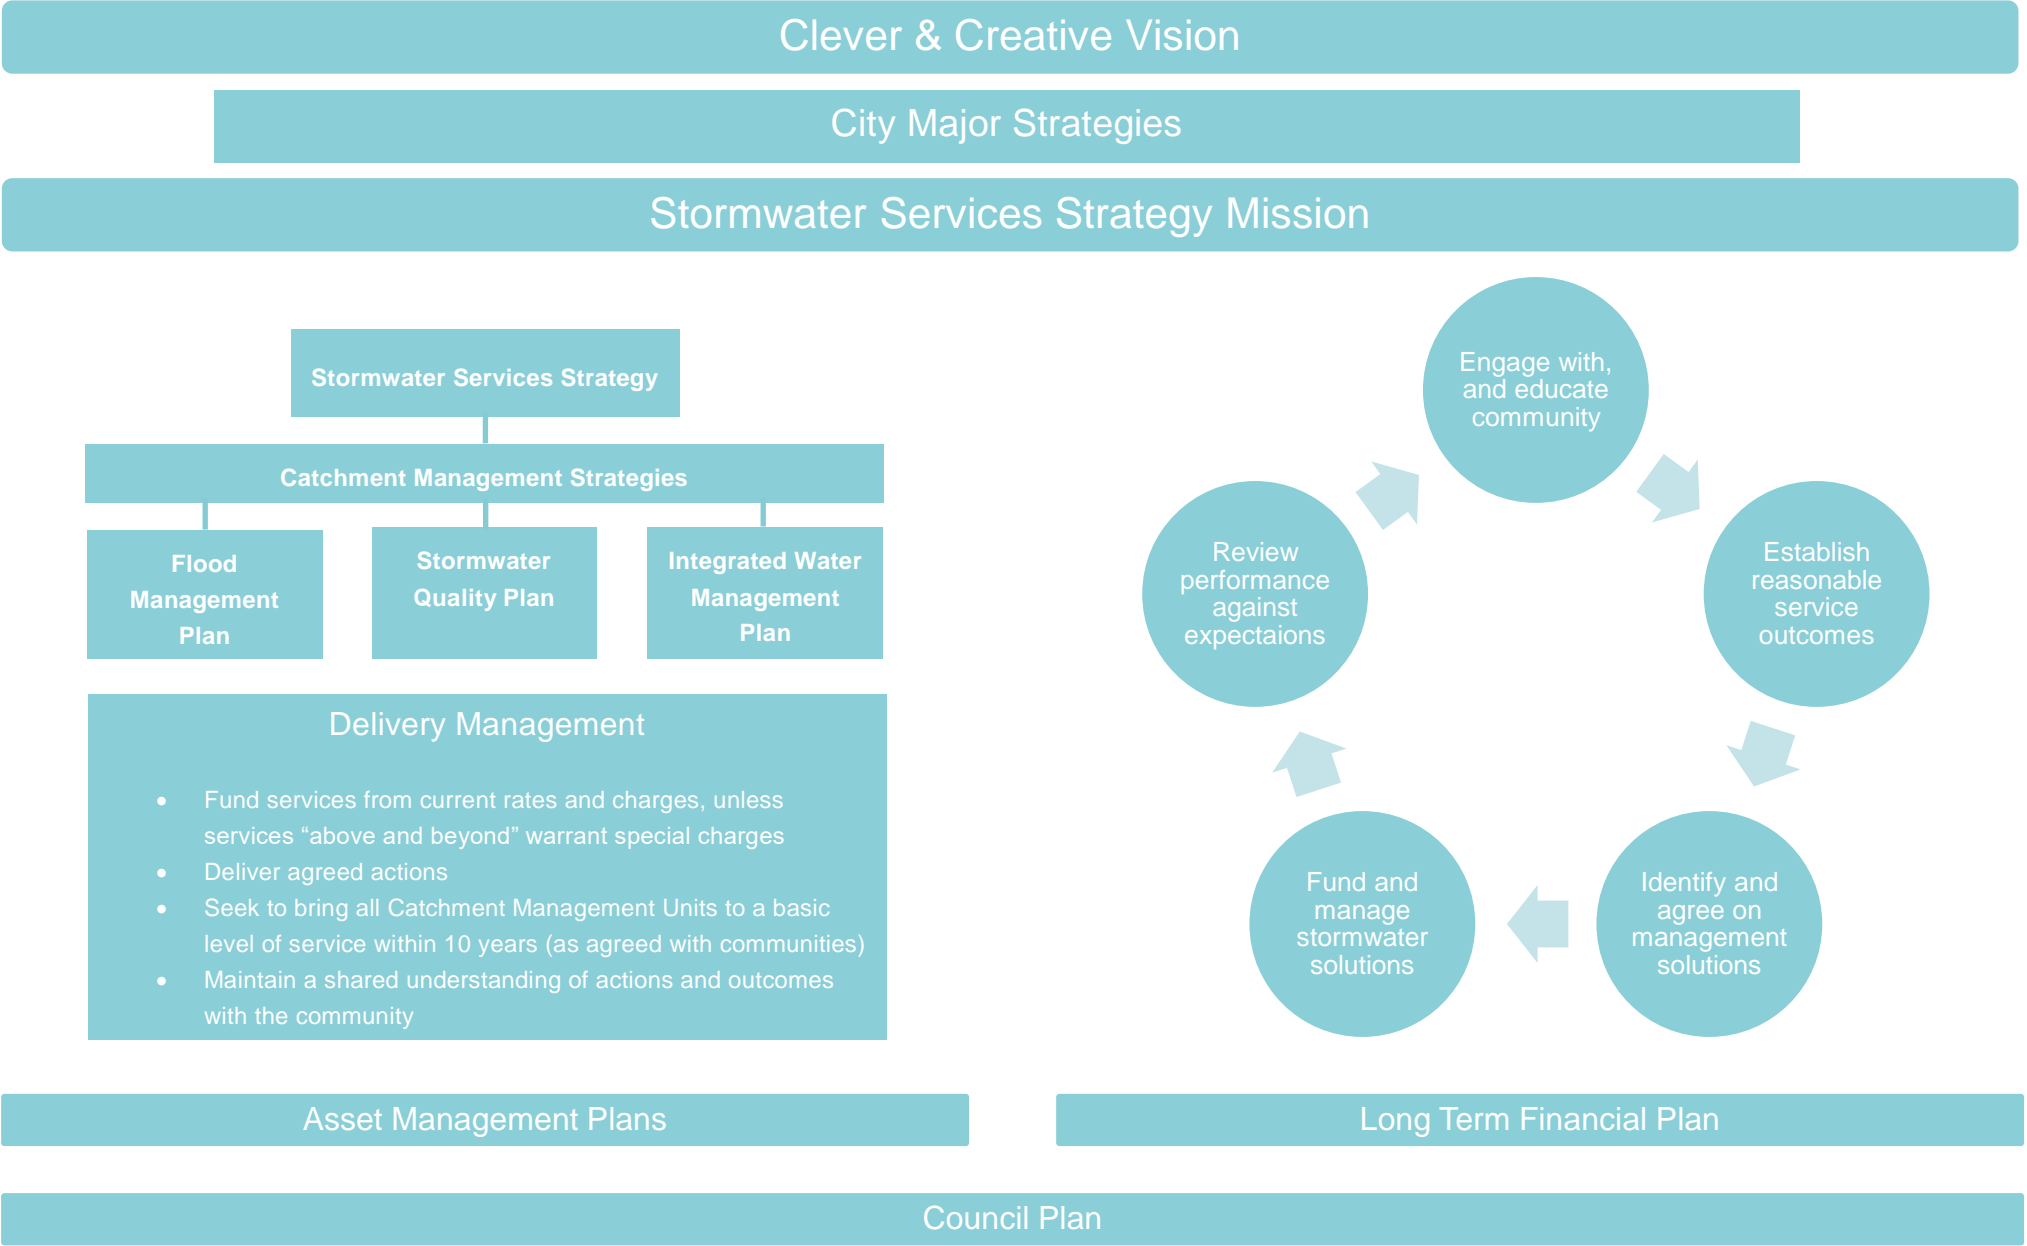 Clever & Creative Vision
City Major Strategies
Stormwater Services Strategy Mission
Stormwater Services Strategy
Catchment Management Strategies
Flood
Management
Plan
Stormwater
Quality Plan
Integrated Water
Management
Plan
Delivery Management
• Fund services from current rates and charges, unless
services “above and beyond” warrant special charges
• Deliver agreed actions
• Seek to bring all Catchment Management Units to a basic
level of service within 10 years (as agreed with communities)
• Maintain a shared understanding of actions and outcomes
with the community
Engage with,
and educate
community
Establish
reasonable
service
outcomes
Identify and
agree on
management
solutions
Fund and
manage
stormwater
solutions
Review
performance
against
expectaions
Asset Management Plans
Long Term Financial Plan
Council Plan